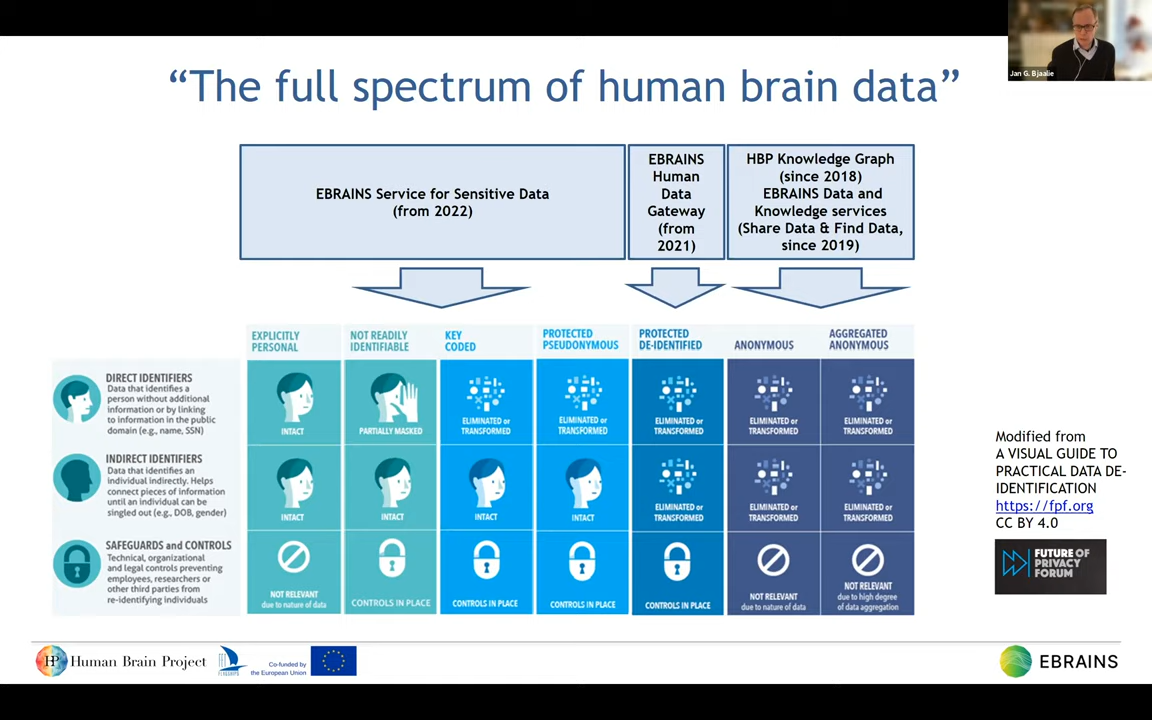 Jan G. Bjaalie
“The full spectrum of human brain data”
EBRAINS Service for Sensitive Data
(from 2022)
EBRAINS
Human
Data
Gateway
(from
2021)
HBP Knowledge Graph
(since 2018)
EBRAINS Data and
Knowledge services
(Share Data & Find Data,
since 2019)
EXPLICITLY
PERSONAL
NOT READILY
IDENTIFIABLE
KEY
CODED
PROTECTED
PSEUDONYMOUS
PROTECTED
DE-IDENTIFIED
ANONYMOUS
AGGREGATED
ANONYMOUS
DIRECT IDENTIFIERS
Data that identifies a
person without additional
information or by linking
to information in the public
domain (e.g., name, SSN)
INTACT
PARTIALLY MASKED
ELIMINATED or
TRANSFORMED
ELIMINATED or
TRANSFORMED
ELIMINATED or
TRANSFORMED
ELIMINATED or
TRANSFORMED
ELIMINATED or
TRANSFORMED
INDIRECT IDENTIFIERS
Data that identifies an
individual indirectly. Helps
connect pieces of information
until an individual can be
singled out (e.g., DOB, gender)
INTACT
INTACT
INTACT
INTACT
ELIMINATED or
TRANSFORMED
ELIMINATED or
TRANSFORMED
ELIMINATED or
TRANSFORMED
SAFEGUARDS and CONTROLS
Technical, organizational
and legal controls preventing
employees, researchers or
other third parties from
re-identifying individuals
NOT RELEVANT
due to nature of data
CONTROLS IN PLACE
CONTROLS IN PLACE
CONTROLS IN PLACE
CONTROLS IN PLACE
NOT RELEVANT
due to nature of data
NOT RELEVANT
due to high degree
of data aggregation
Modified from
A VISUAL GUIDE TO
PRACTICAL DATA DE-
IDENTIFICATION
https://fpf.org
CC BY 4.0
FUTURE OF
PRIVACY
FORUM
HP Human Brain Project
Co-funded by
the European Union
EBRAINS